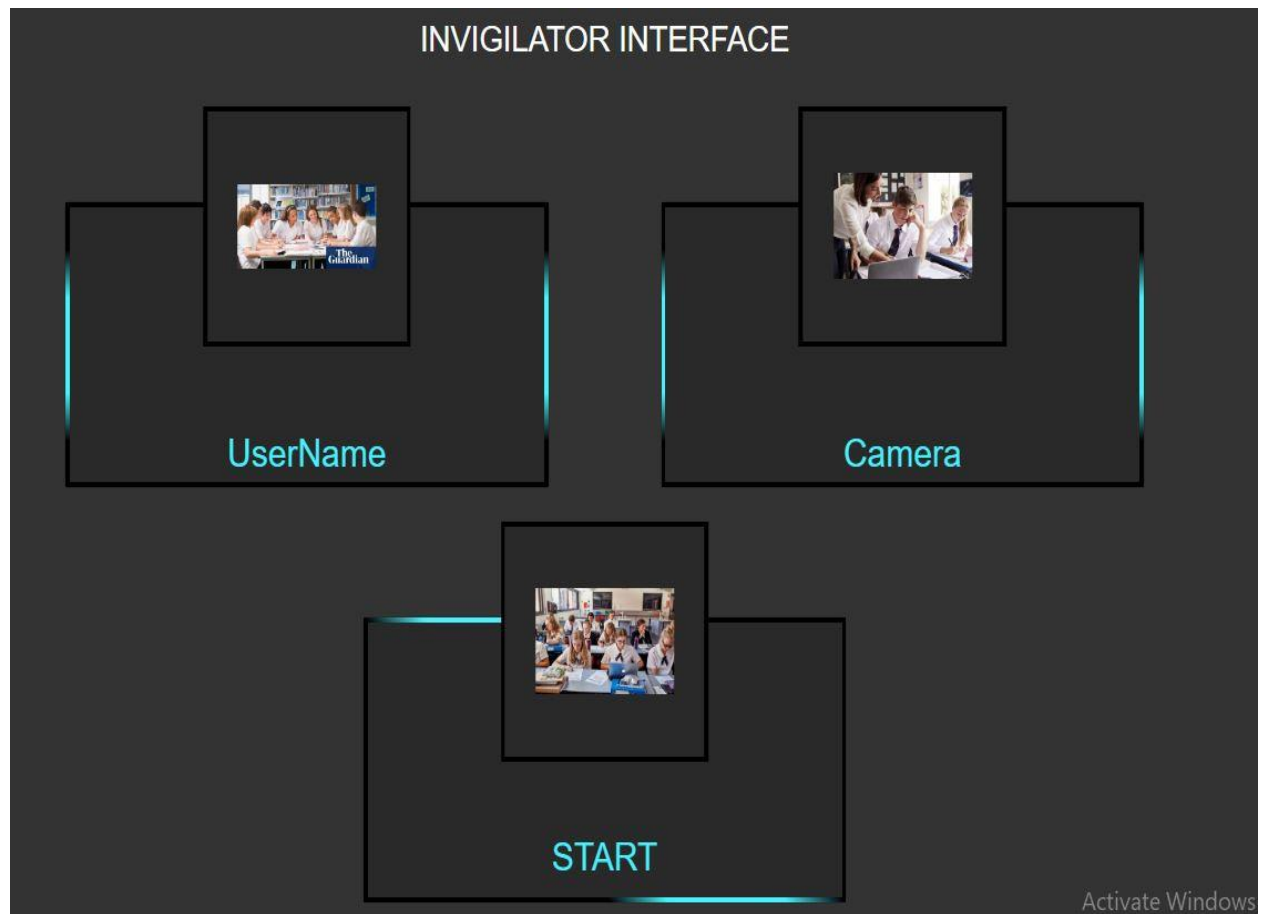 INVIGILATOR INTERFACE
The
Guardian
UserName
Camera
START
Activate Windows